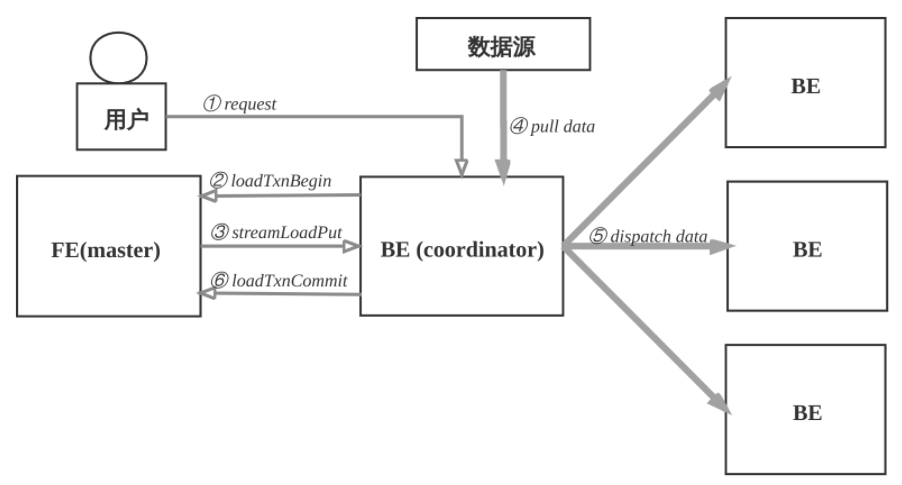 数据源
用户
① request
④ pull data
BE
② loadTxnBegin
FE(master)
③ streamLoadPut
BE (coordinator)
⑤ dispatch data
BE
⑥ loadTxnCommit
BE